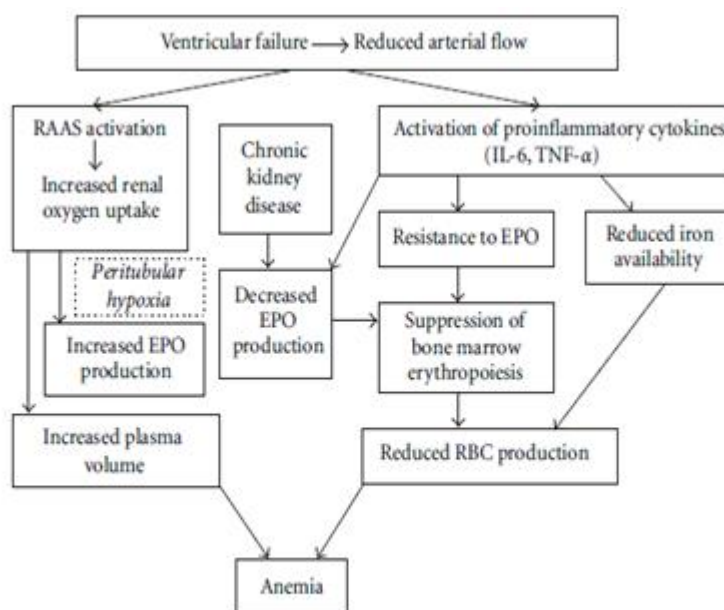 Ventricular failure → Reduced arterial flow
RAAS activation
Increased renal
oxygen uptake
Activation of proinflammatory cytokines
(IL-6, TNF-α)
Chronic
kidney
disease
Resistance to EPO
Reduced iron
availability
Peritubular
hypoxia
Decreased
EPO
production
Increased EPO
production
Suppression of
bone marrow
erythropoiesis
Increased plasma
volume
Reduced RBC production
Anemia